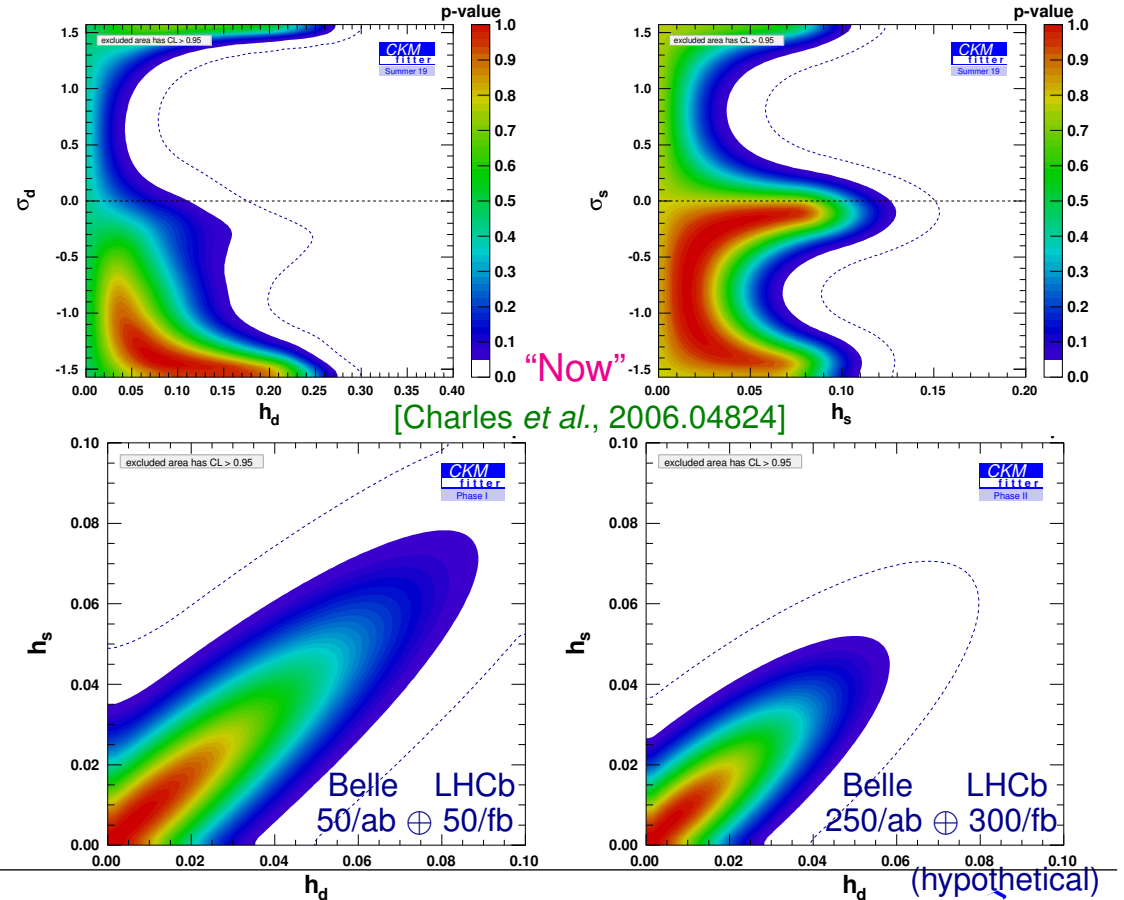 p-value
excluded area has CL > 0.95
CKM
fitter
Summer 19
1.5
1.0
0.5
0.0
-0.5
-1.0
-1.5
σd
0.00 0.05 0.10 0.15 0.20 0.25 0.30 0.35 0.40
hd
1.0
0.9
0.8
0.7
0.6
0.5
0.4
0.3
0.2
0.1
0.0
p-value
excluded area has CL > 0.95
CKM
fitter
Summer 19
1.5
1.0
0.5
0.0
-0.5
-1.0
-1.5
σs
0.00 0.05 0.10 0.15 0.20
hs
1.0
0.9
0.8
0.7
0.6
0.5
0.4
0.3
0.2
0.1
0.0
“Now”
[Charles et al., 2006.04824]
excluded area has CL > 0.95
CKM
fitter
Phase I
0.10
0.08
0.06
0.04
0.02
0.00
hs
Belle LHCb
50/ab ⊕ 50/fb
0.00 0.02 0.04 0.06 0.08 0.10
hd
excluded area has CL > 0.95
CKM
fitter
Phase II
0.10
0.08
0.06
0.04
0.02
0.00
hs
Belle LHCb
250/ab ⊕ 300/fb
0.00 0.02 0.04 0.06 0.08 0.10
hd
(hypothetical)